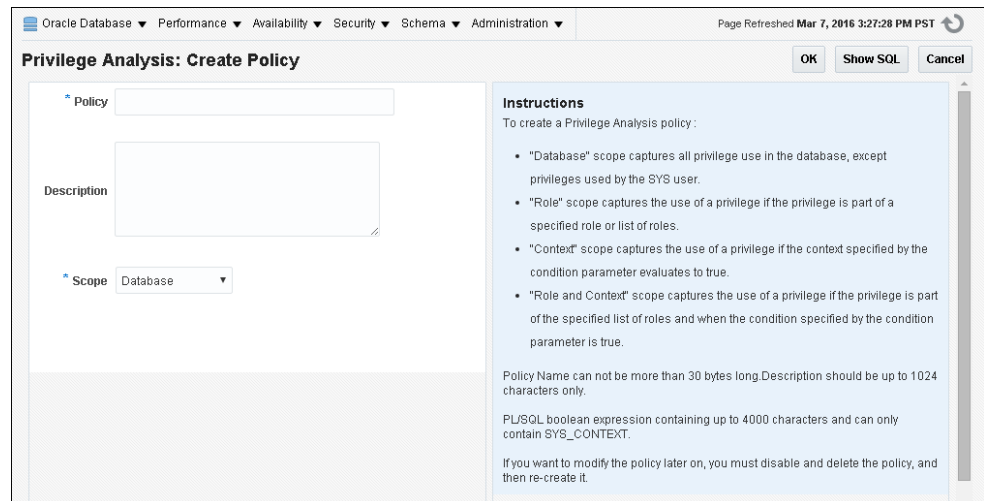 Oracle Database ▼ Performance ▼ Availability ▼ Security ▼ Schema ▼ Administration ▼ Page Refreshed Mar 7, 2016 3:27:28 PM PST
Privilege Analysis: Create Policy
OK Show SQL Cancel
* Policy
Description
* Scope Database ▼
Instructions
To create a Privilege Analysis policy :
• "Database" scope captures all privilege use in the database, except
privileges used by the SYS user.
• "Role" scope captures the use of a privilege if the privilege is part of a
specified role or list of roles.
• "Context" scope captures the use of a privilege if the context specified by the
condition parameter evaluates to true.
• "Role and Context" scope captures the use of a privilege if the privilege is part
of the specified list of roles and when the condition specified by the condition
parameter is true.
Policy Name can not be more than 30 bytes long.Description should be up to 1024
characters only.
PL/SQL boolean expression containing up to 4000 characters and can only
contain SYS_CONTEXT.
If you want to modify the policy later on, you must disable and delete the policy, and
then re-create it.